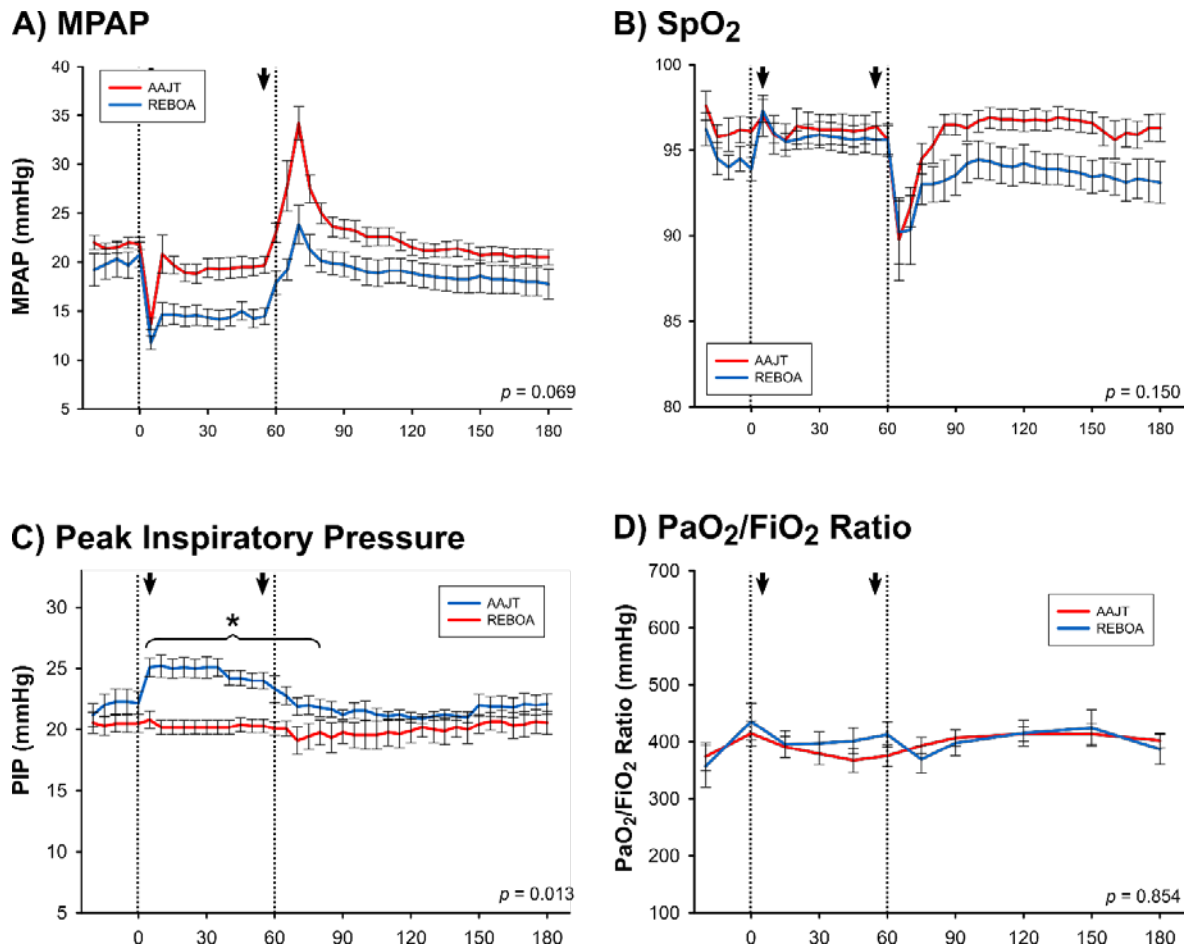 A) MPAP
40
35
30
25
20
15
10
5
MPAP (mmHg)
AAJT
REBOA
p = 0.069
0 30 60 90 120 150 180
B) SpO2
100
95
90
85
80
AAJT
REBOA
p = 0.150
0 30 60 90 120 150 180
C) Peak Inspiratory Pressure
30
25
20
15
10
5
PIP (mmHg)
*
AAJT
REBOA
p = 0.013
0 30 60 90 120 150 180
D) PaO2/FiO2 Ratio
700
600
500
400
300
200
100
PaO2/FiO2 Ratio (mmHg)
AAJT
REBOA
p = 0.854
0 30 60 90 120 150 180